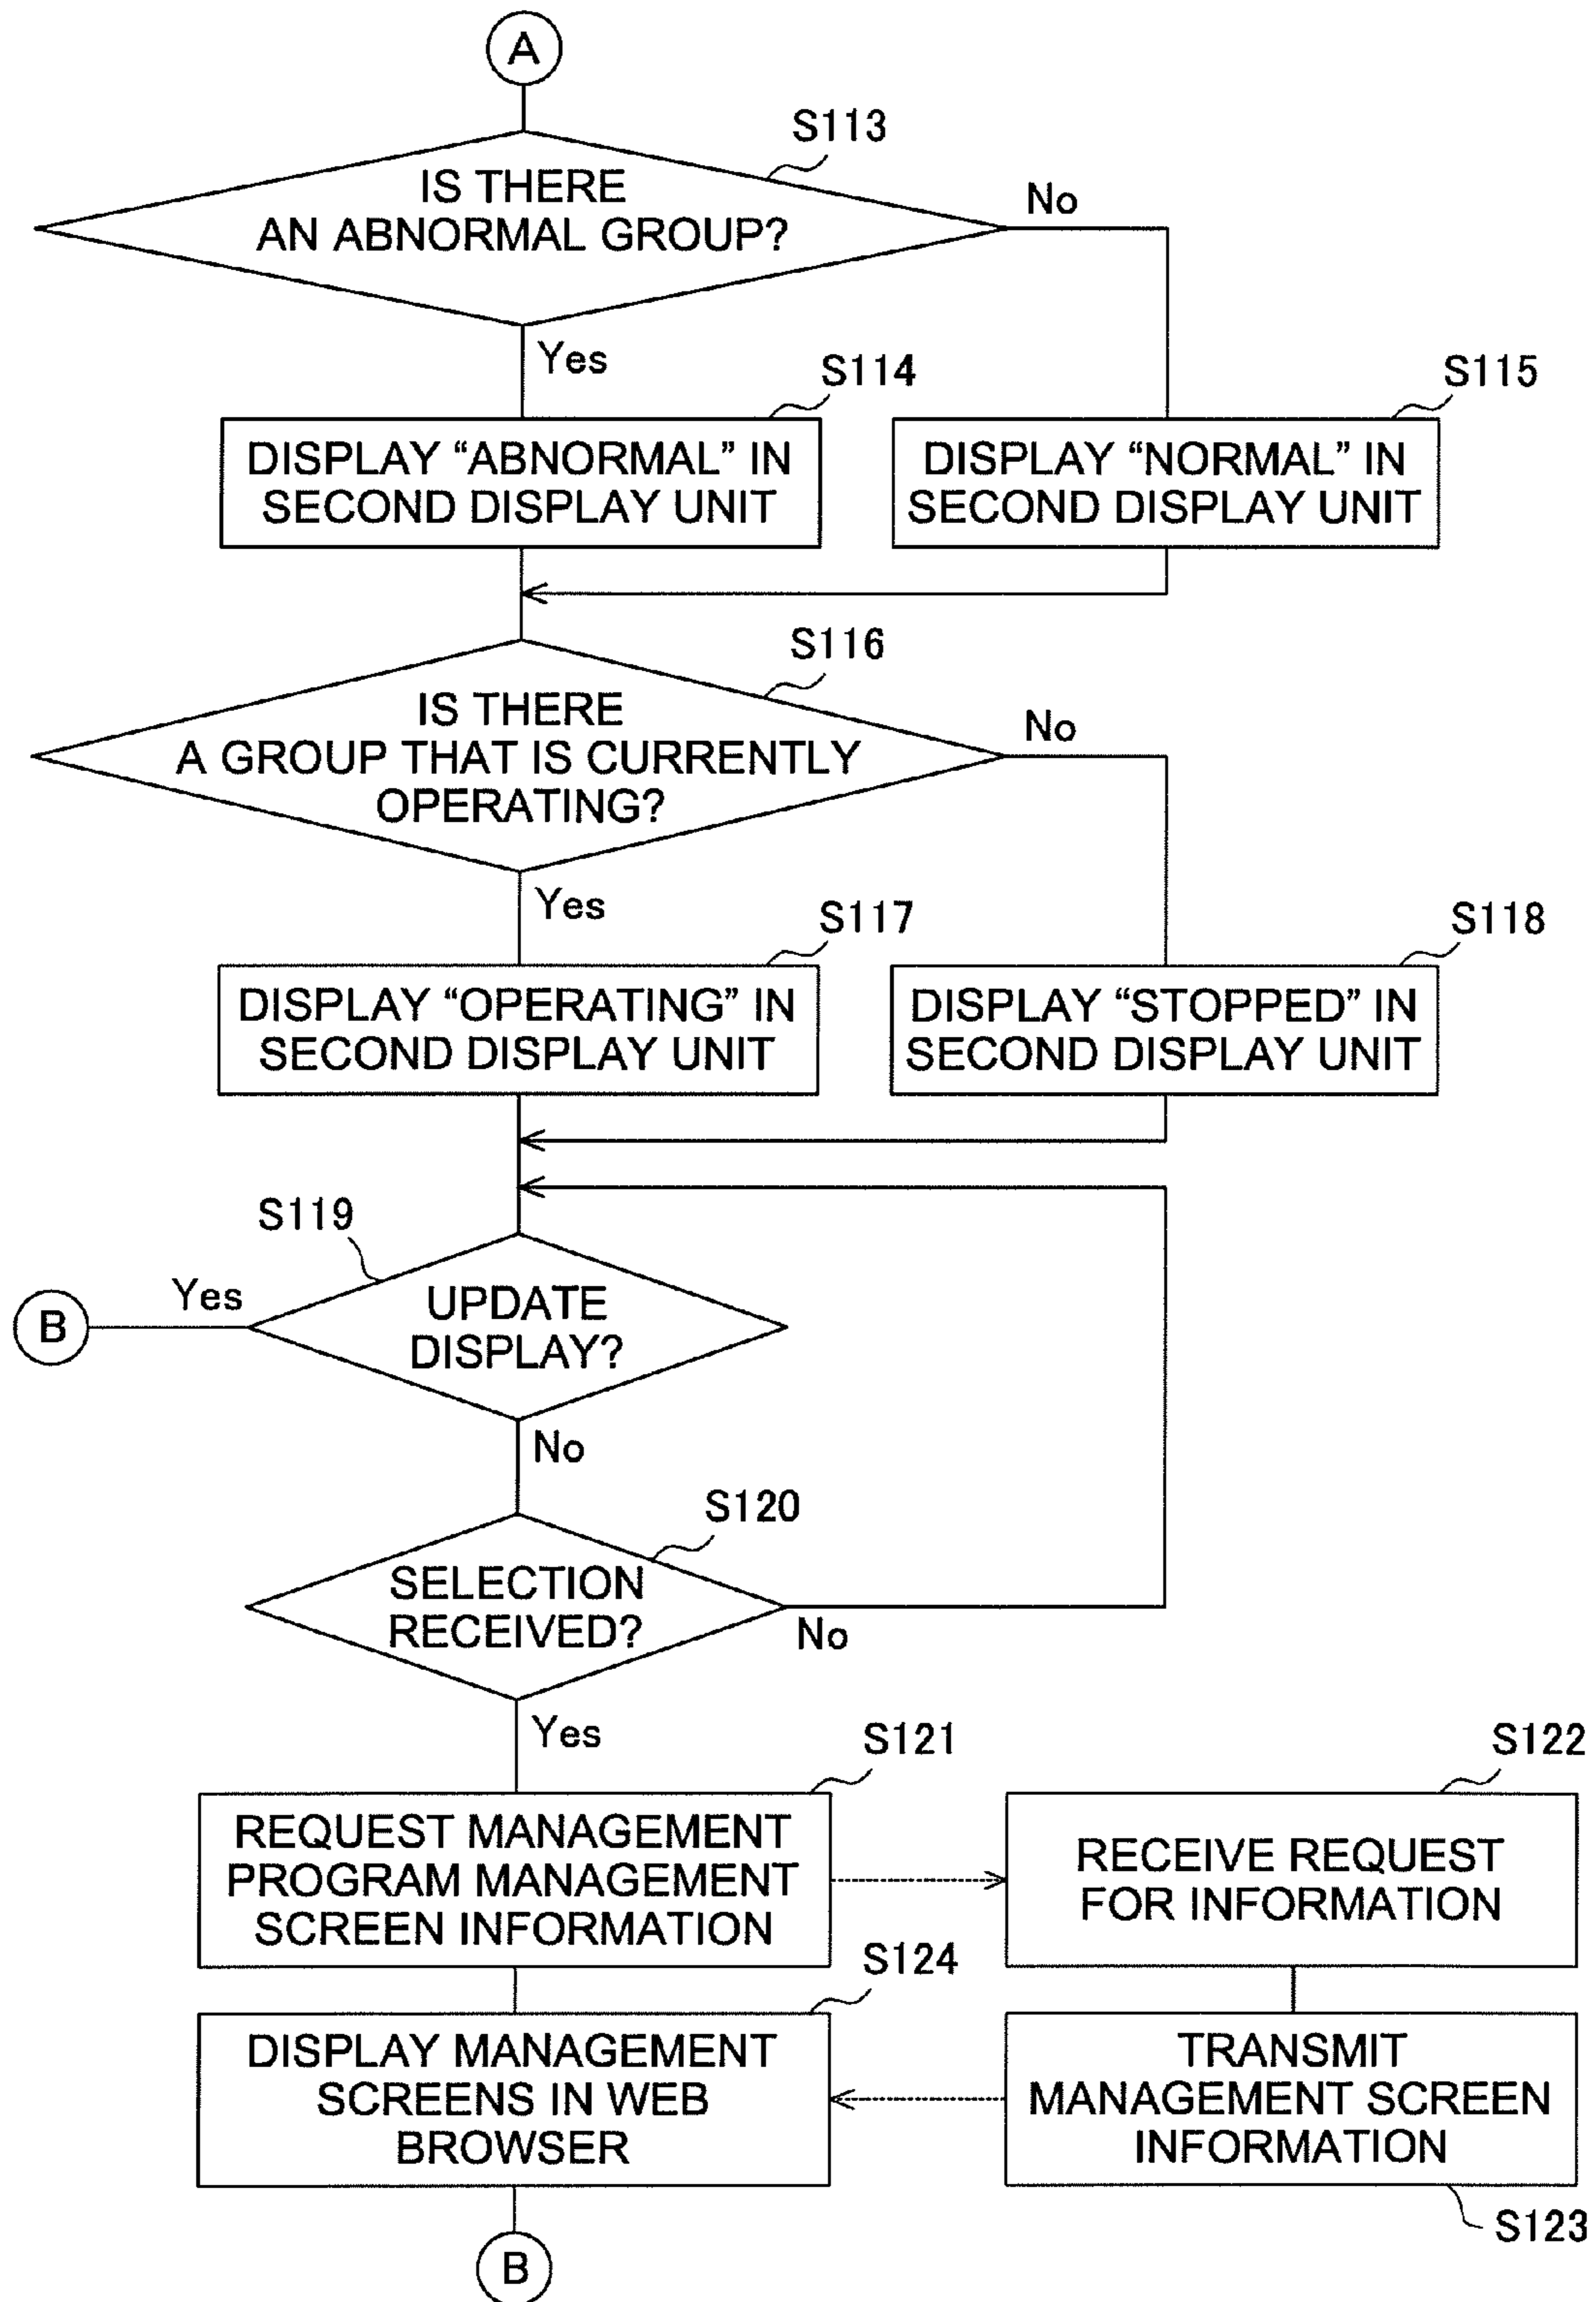 A
S113
IS THERE
AN ABNORMAL GROUP?
No
Yes
S114
S115
DISPLAY “ABNORMAL” IN
SECOND DISPLAY UNIT
DISPLAY “NORMAL” IN
SECOND DISPLAY UNIT
S116
IS THERE
A GROUP THAT IS CURRENTLY
OPERATING?
No
Yes
S117
S118
DISPLAY “OPERATING” IN
SECOND DISPLAY UNIT
DISPLAY “STOPPED” IN
SECOND DISPLAY UNIT
S119
Yes
B
UPDATE
DISPLAY?
No
S120
SELECTION
RECEIVED?
No
Yes
S121
S122
REQUEST MANAGEMENT
PROGRAM MANAGEMENT
SCREEN INFORMATION
RECEIVE REQUEST
FOR INFORMATION
S124
DISPLAY MANAGEMENT
SCREENS IN WEB
BROWSER
TRANSMIT
MANAGEMENT SCREEN
INFORMATION
S123
B